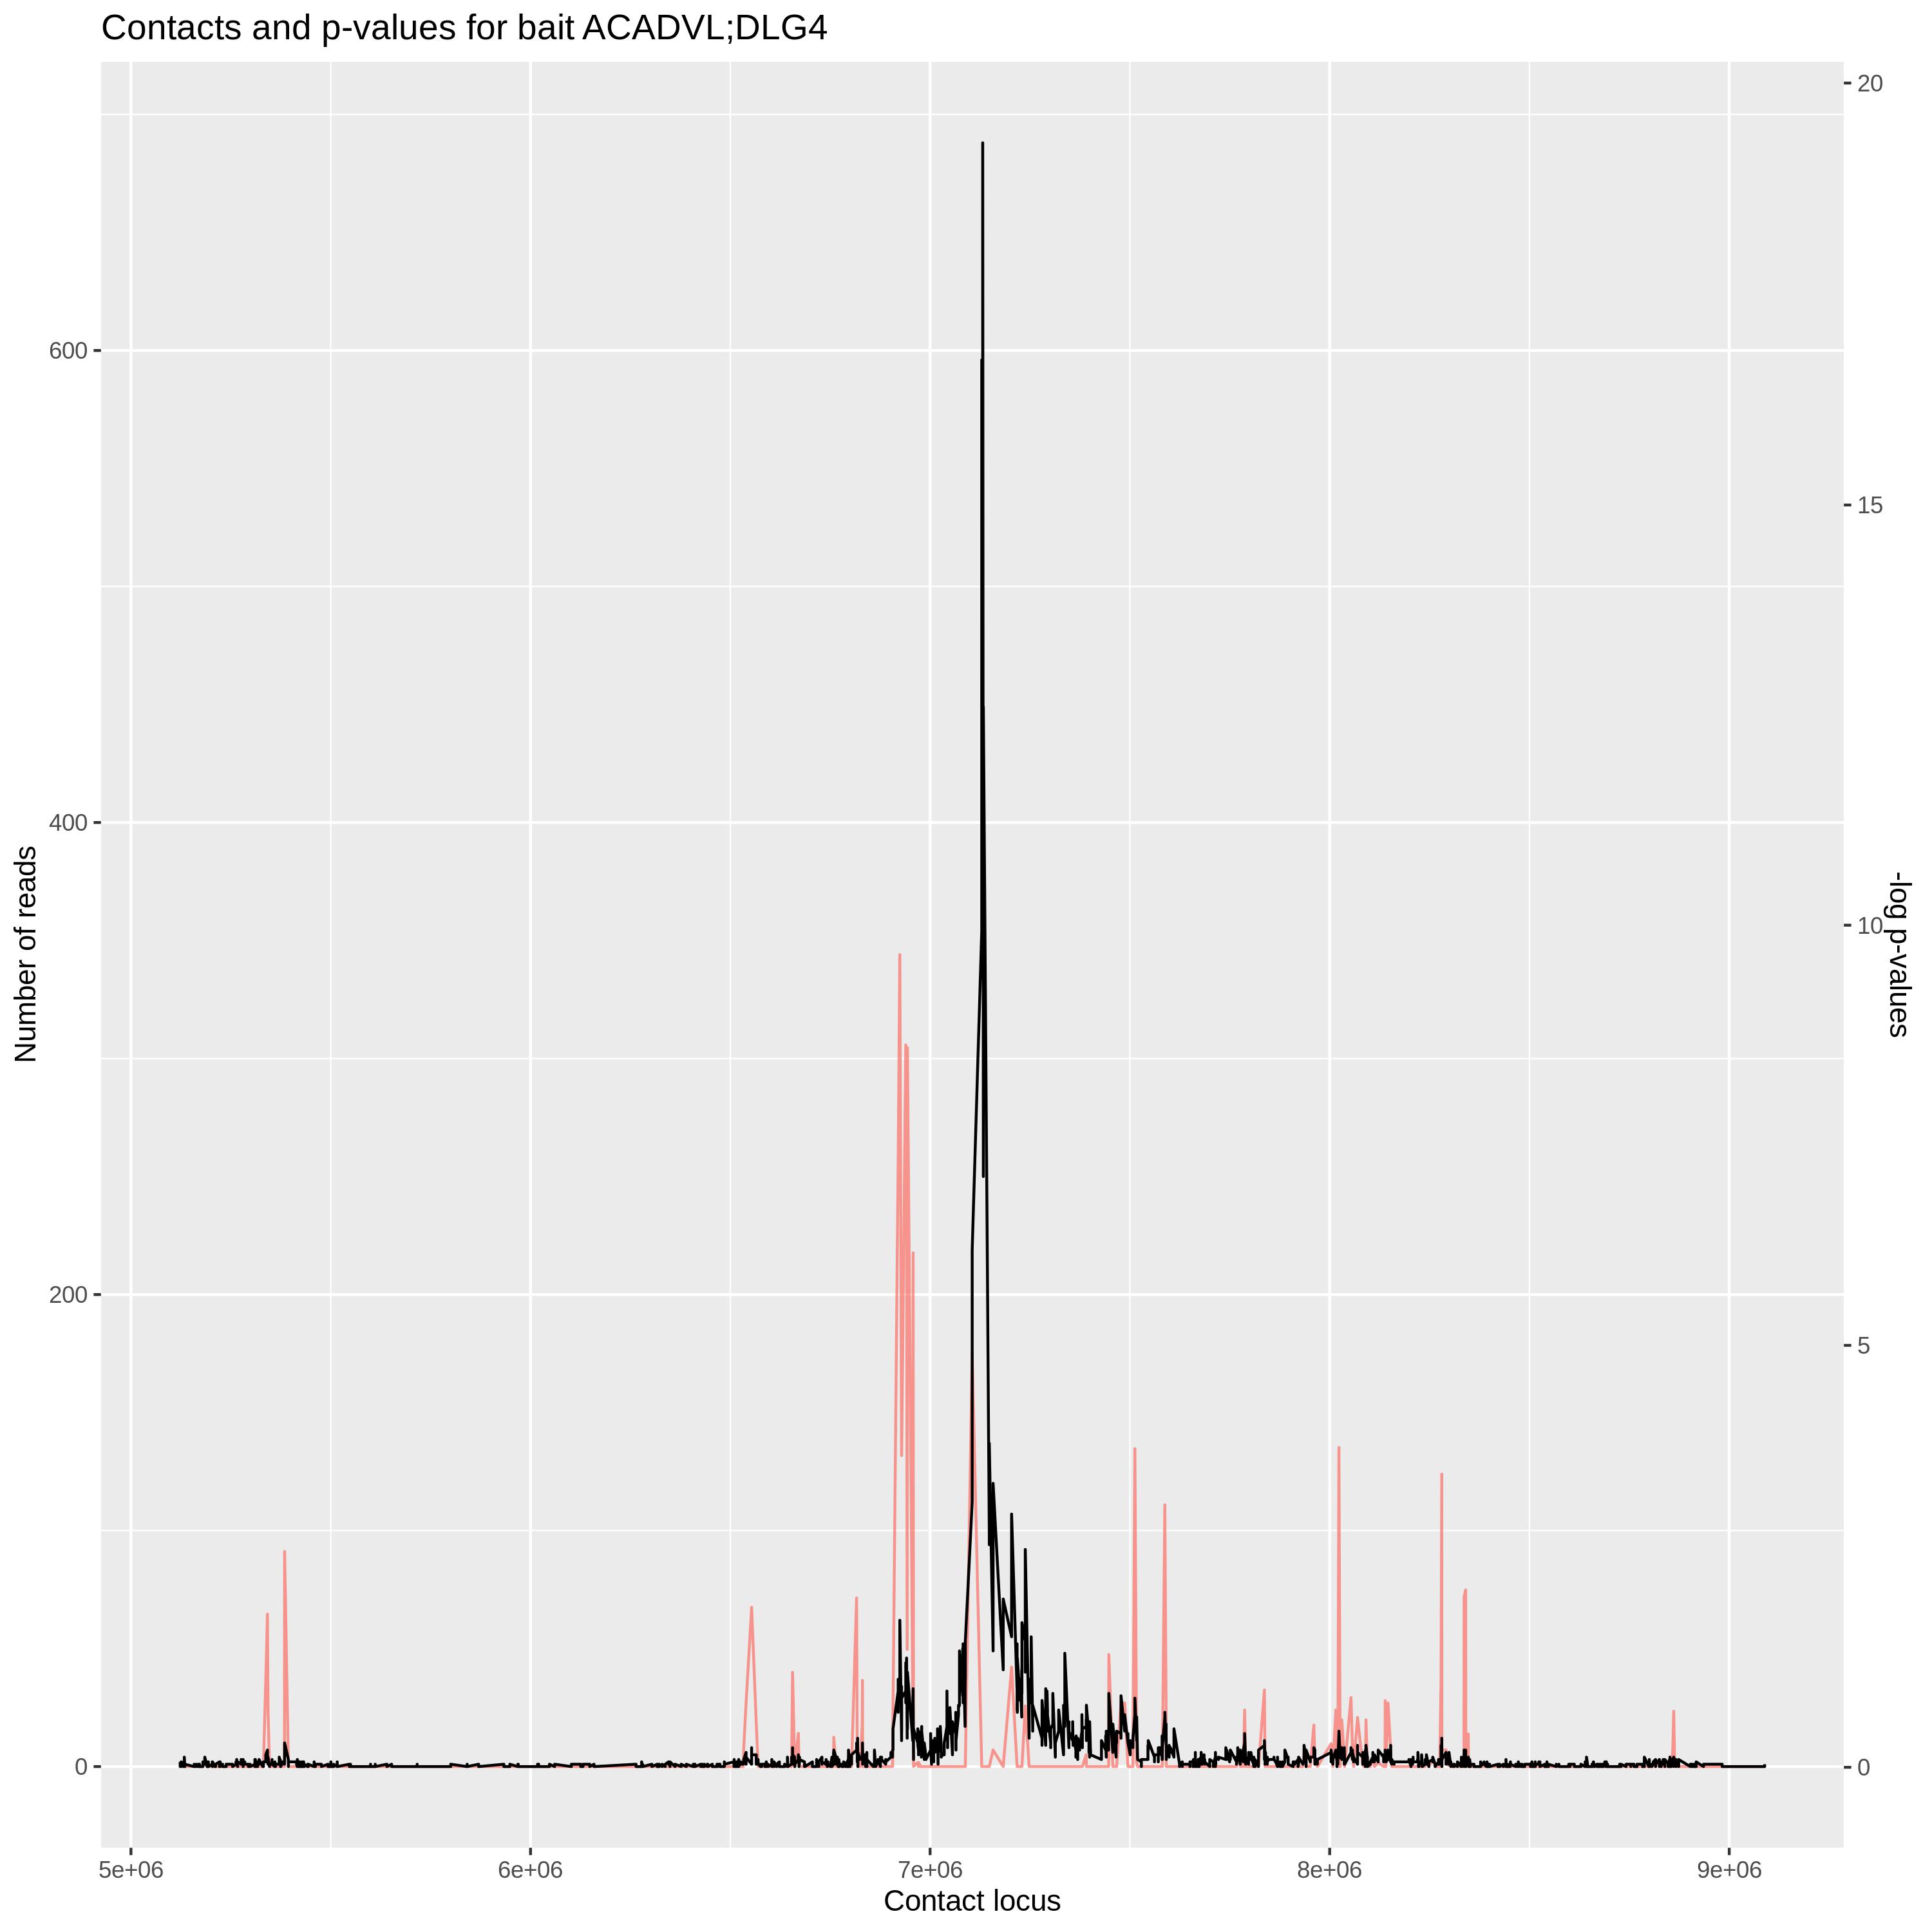 Contacts and p-values for bait ACADVL;DLG4
20
600
15
400
Number of reads
10
-log p-values
200
5
0
0
5e+06
6e+06
7e+06
8e+06
9e+06
Contact locus